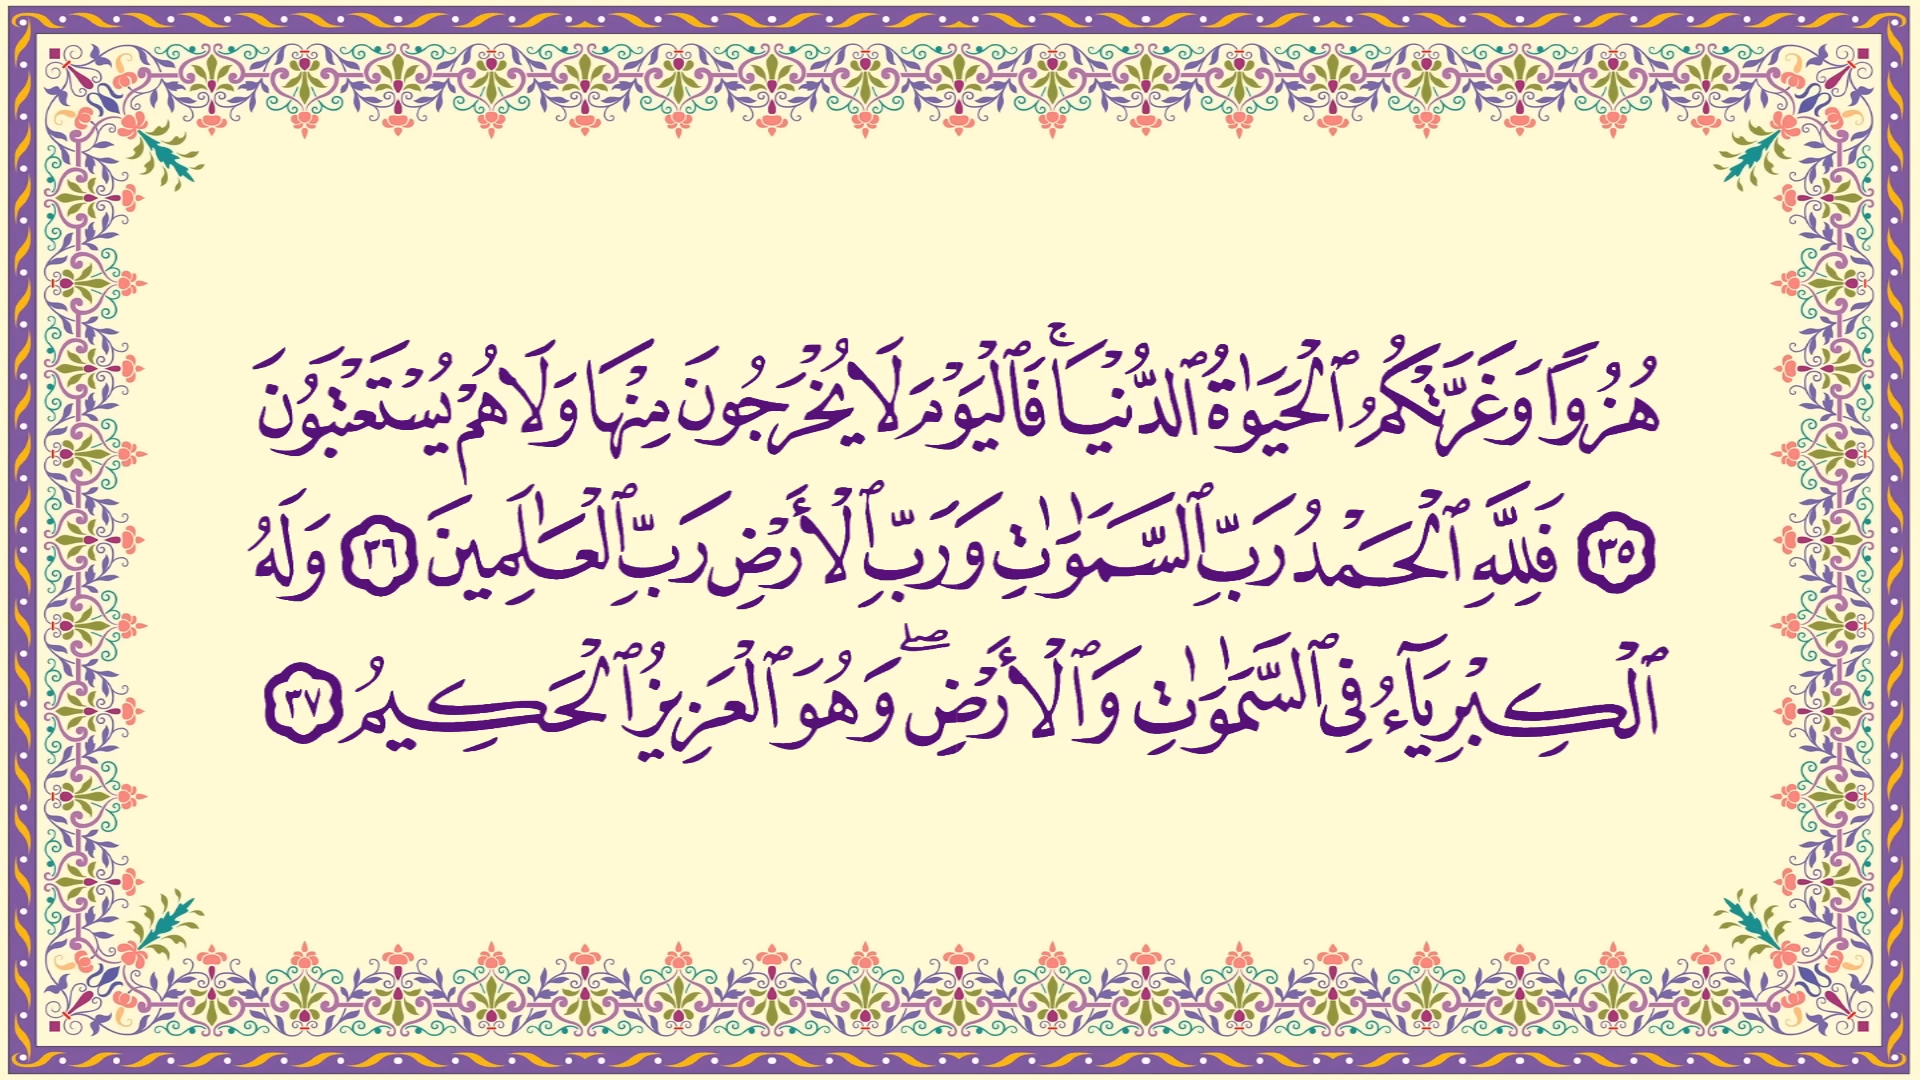 هُزُوًا وَغَرَّتْكُمُ ٱلْحَيَوٰةُ ٱلدُّنْيَا ۚ فَٱلْيَوْمَ لَا يُخْرَجُونَ مِنْهَا وَلَا هُمْ يُسْتَعْتَبُونَ
٣٥ فَلِلَّهِ ٱلْحَمْدُ رَبِّ ٱلسَّمَوَٰتِ وَرَبِّ ٱلْأَرْضِ رَبِّ ٱلْعَـٰلَمِينَ ٣٦ وَلَهُ
ٱلْكِبْرِيَآءُ فِى ٱلسَّمَـٰوَٰتِ وَٱلْأَرْضِ ۖ وَهُوَ ٱلْعَزِيزُ ٱلْحَكِيمُ ٣٧